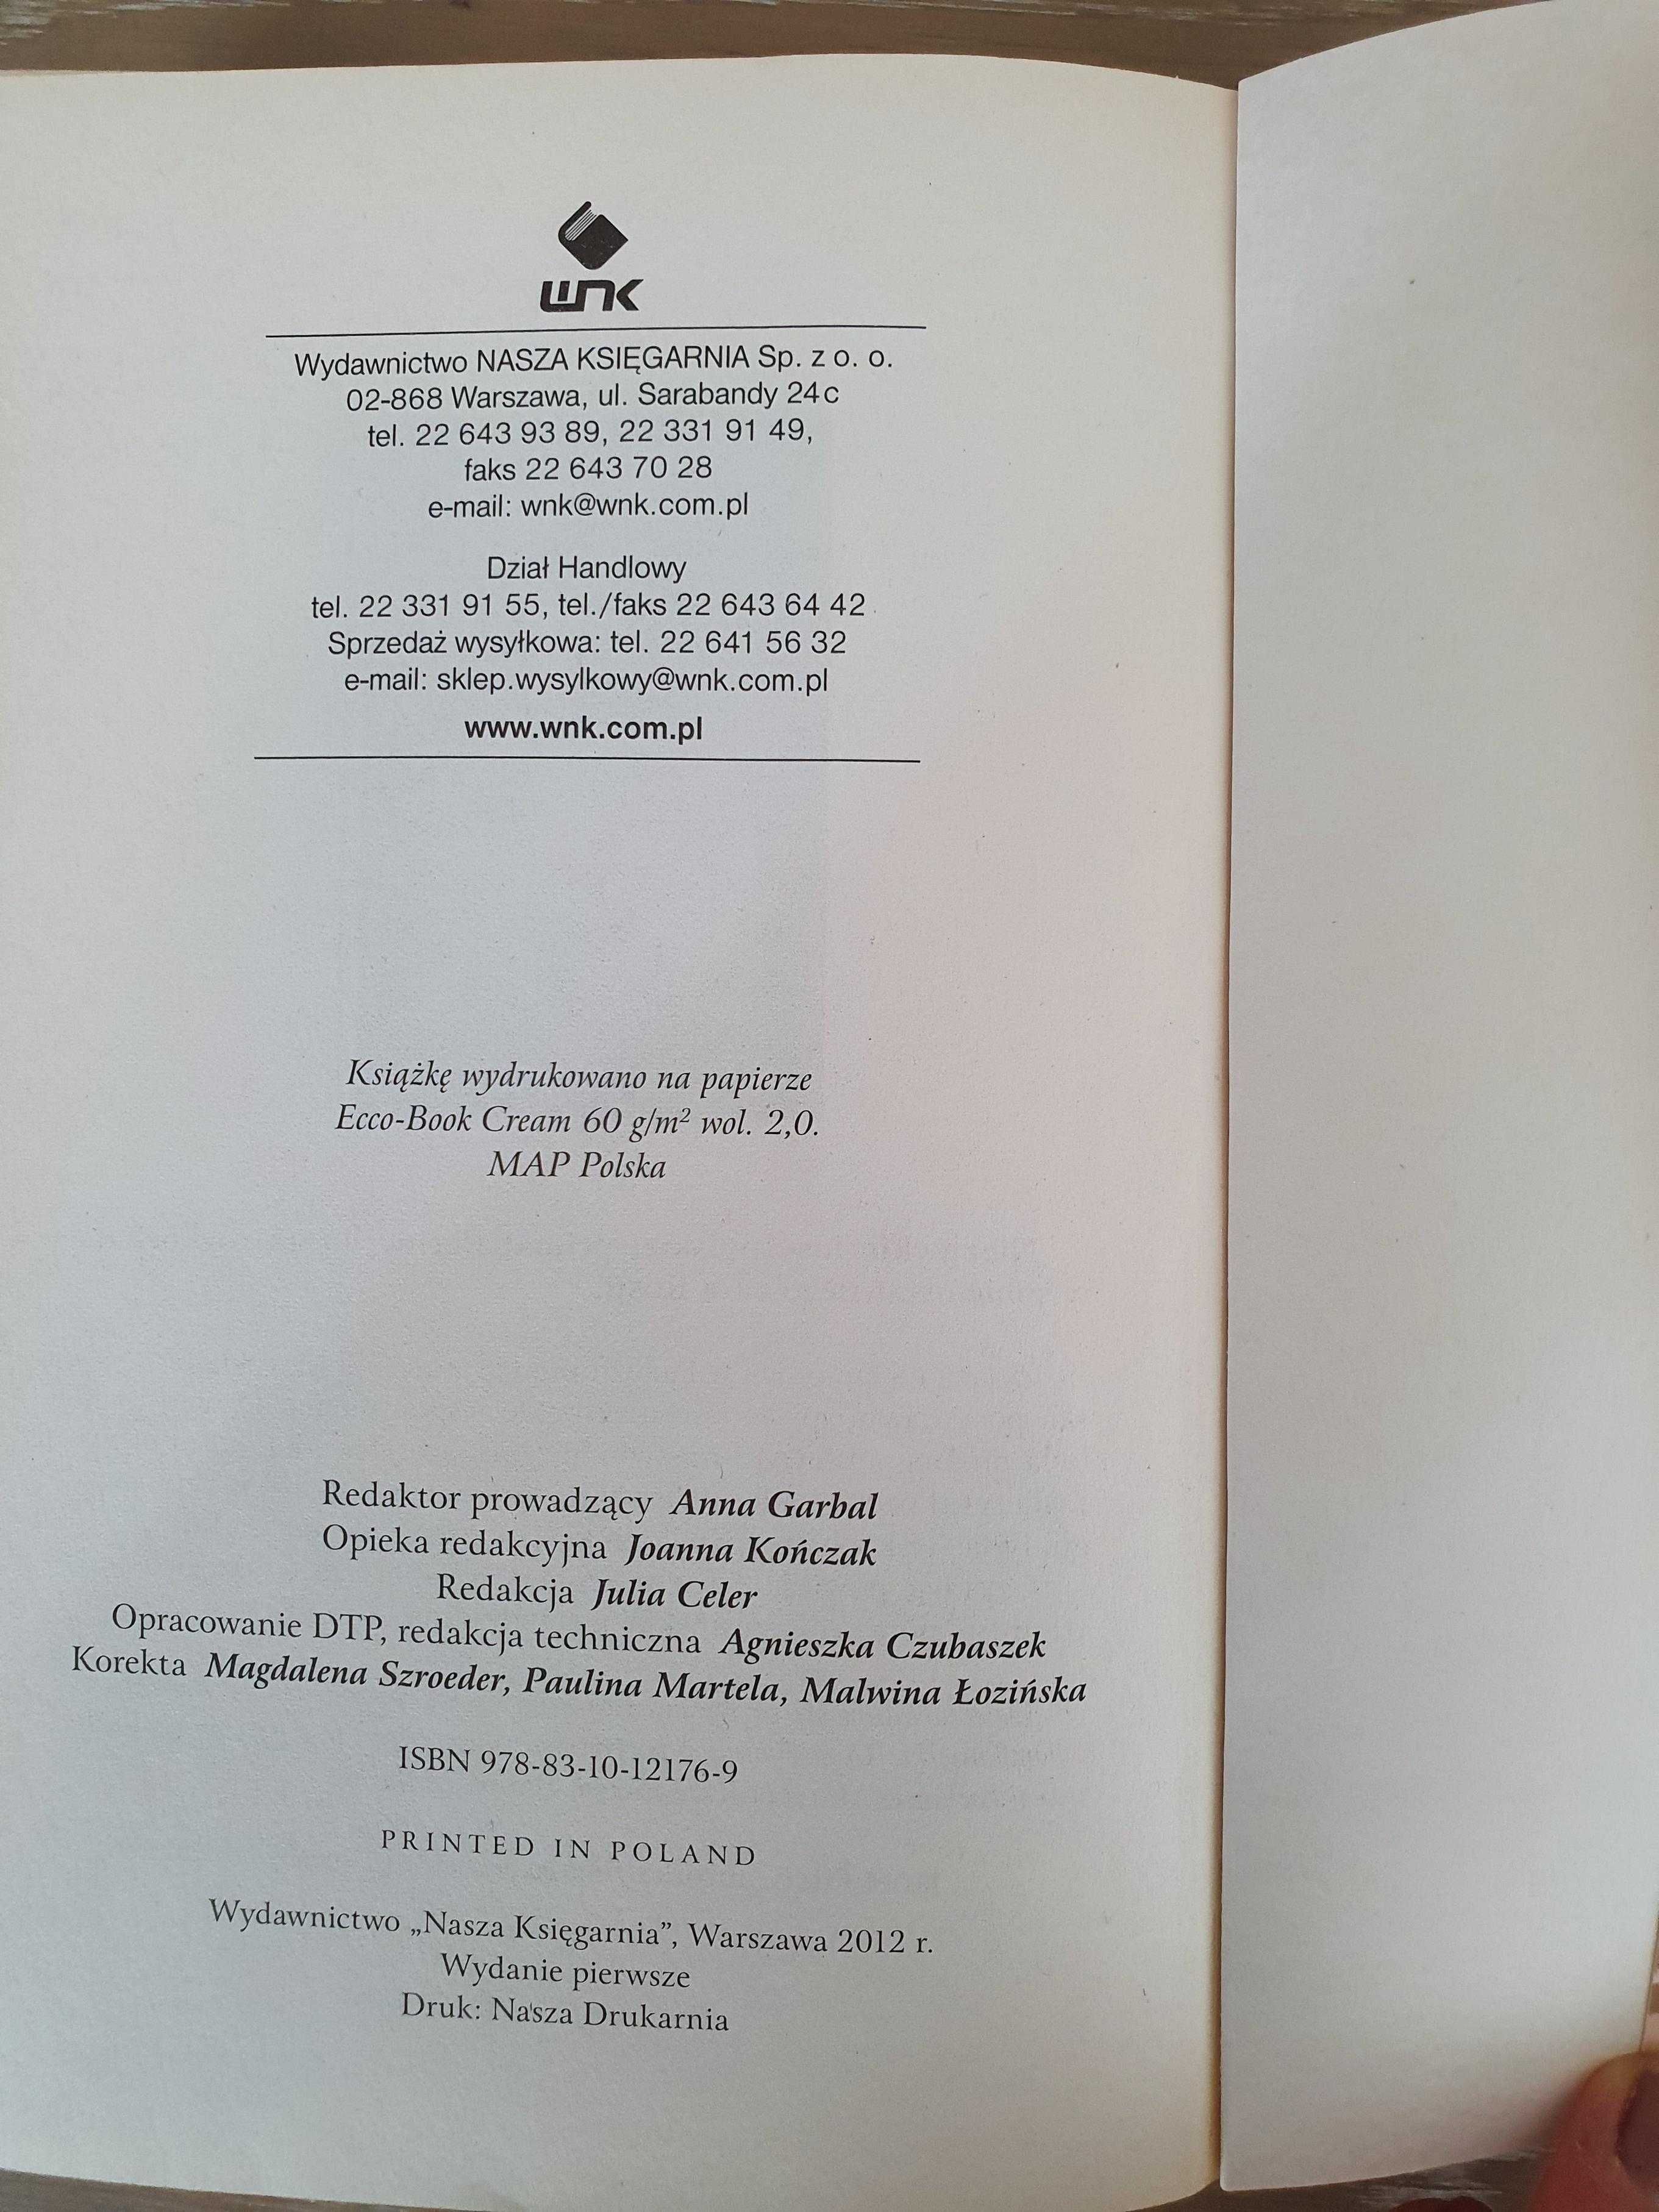 wnk
Wydawnictwo NASZA KSIĘGARNIA Sp. z o. o.
02-868 Warszawa, ul. Sarabandy 24c
tel. 22 643 93 89, 22 331 91 49,
faks 22 643 70 28
e-mail: wnk@wnk.com.pl
Dział Handlowy
tel. 22 331 91 55, tel./faks 22 643 64 42
Sprzedaż wysyłkowa: tel. 22 641 56 32
e-mail: sklep.wysylkowy@wnk.com.pl
www.wnk.com.pl
Książkę wydrukowano na papierze
Ecco-Book Cream 60 g/m² wol. 2,0.
MAP Polska
Redaktor prowadzący Anna Garbal
Opieka redakcyjna Joanna Kończak
Redakcja Julia Celer
Opracowanie DTP, redakcja techniczna Agnieszka Czubaszek
Korekta Magdalena Szroeder, Paulina Martela, Malwina Łozińska
ISBN 978-83-10-12176-9
PRINTED IN POLAND
Wydawnictwo „Nasza Księgarnia”, Warszawa 2012 r.
Wydanie pierwsze
Druk: Nasza Drukarnia